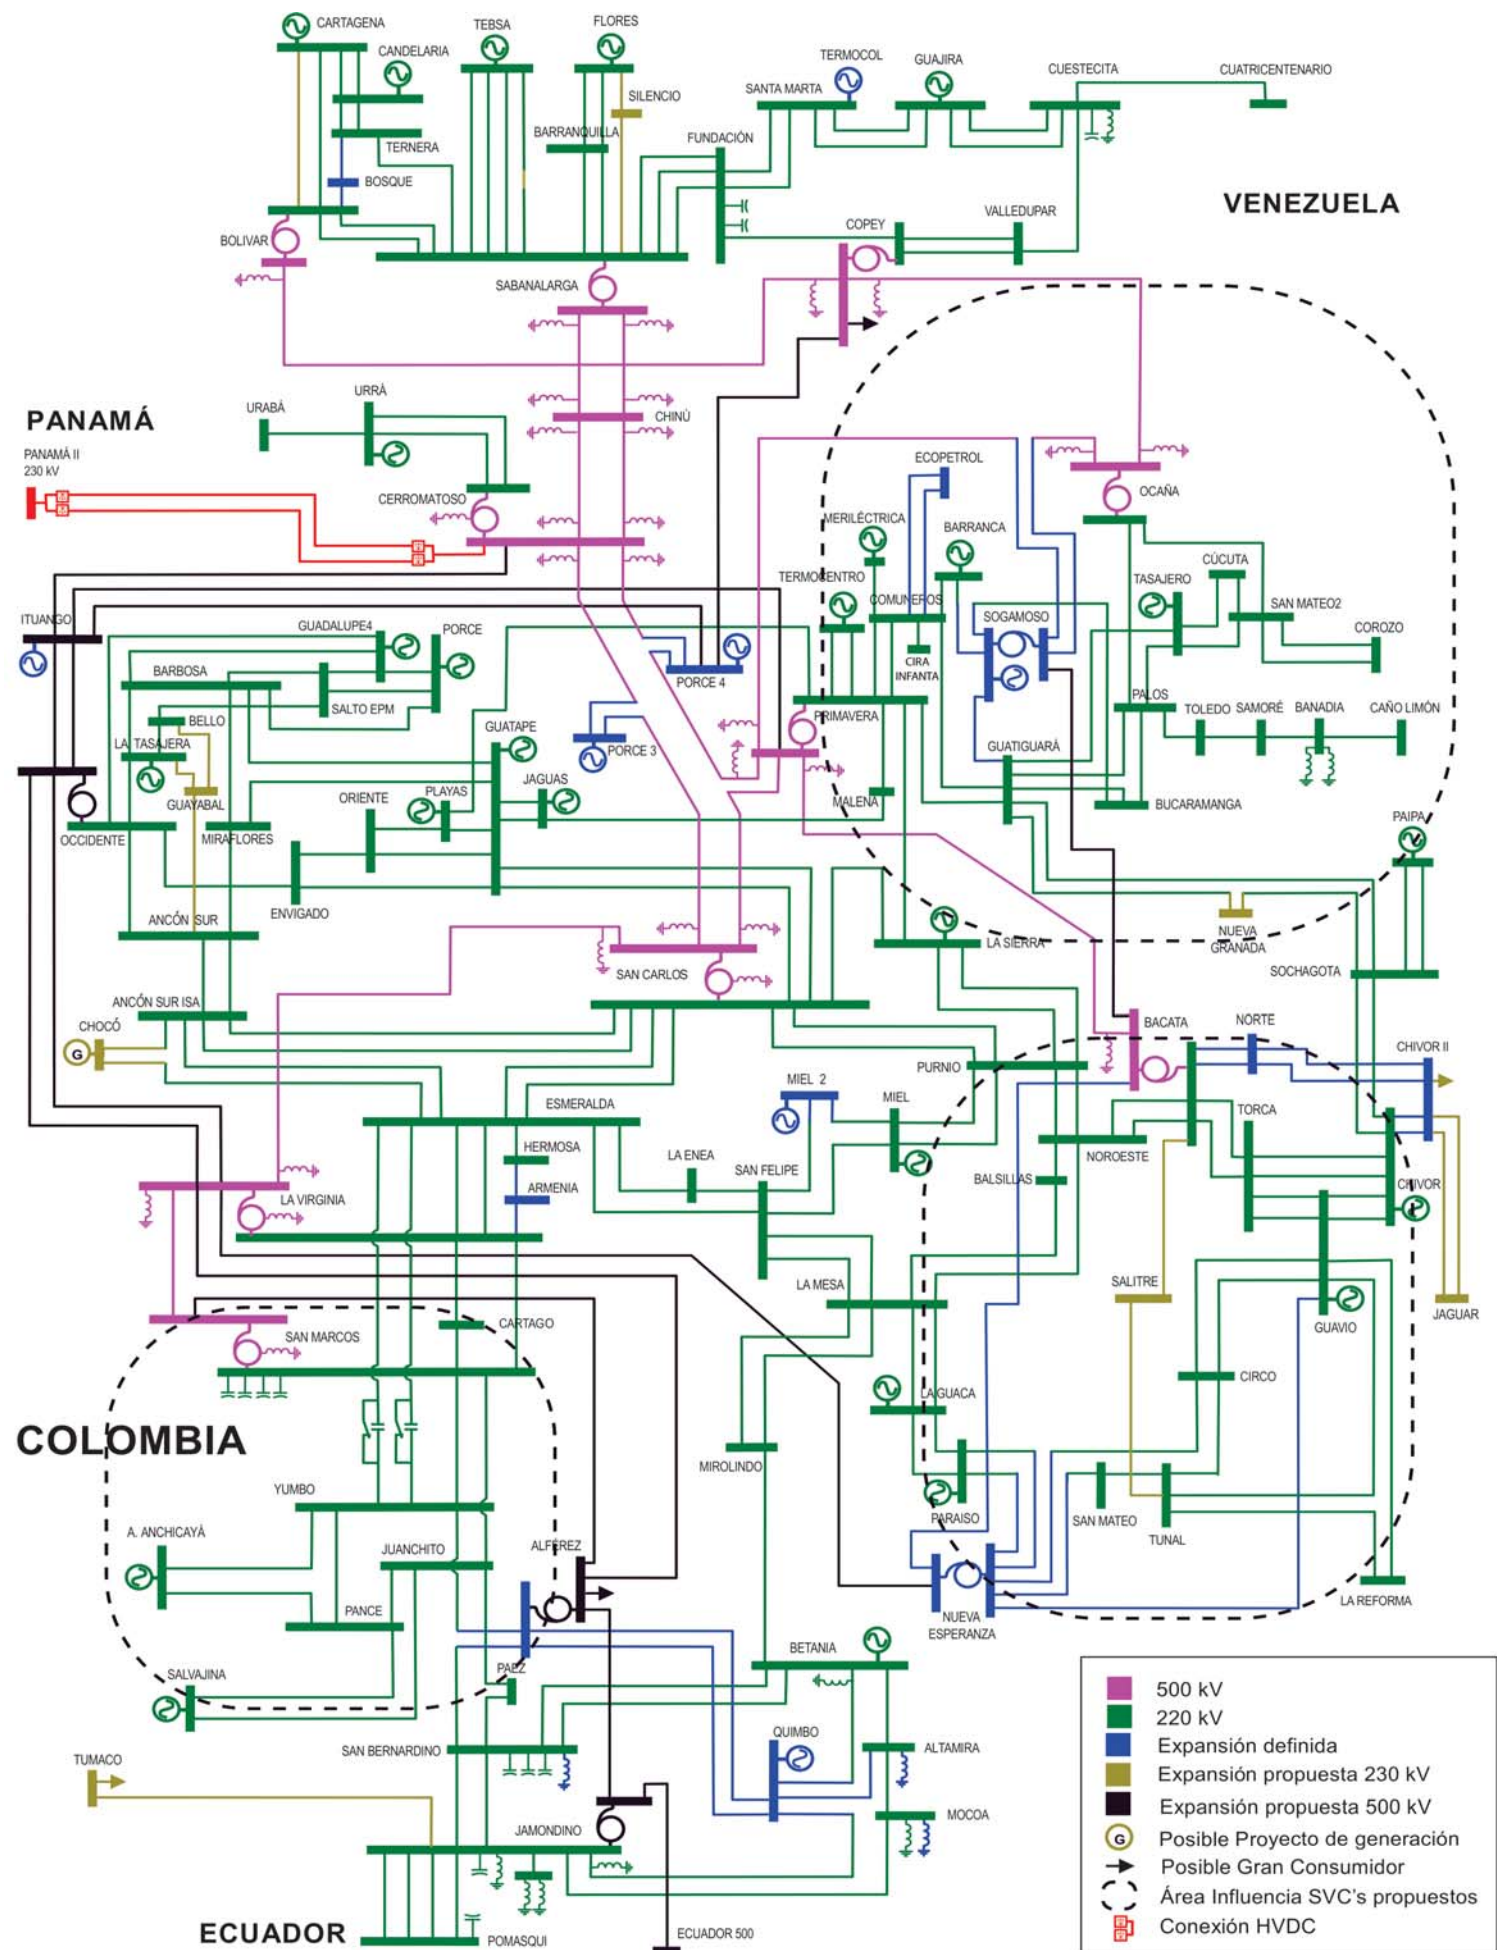 CARTAGENA
TEBSA
FLORES
CANDELARIA
TERMOCOL
GUAJIRA
CUESTECITA
CUATRICENTENARIO
SANTA MARTA
SILENCIO
BARRANQUILLA
FUNDACIÓN
TERNERA
BOSQUE
VENEZUELA
COPEY
VALLEDUPAR
BOLIVAR
SABANALARGA
URRÁ
URABÁ
CHINÚ
PANAMÁ
PANAMÁ II
230 kV
ECOPETROL
OCAÑA
CERROMATOSO
MERILÉCTRICA
BARRANCA
CÚCUTA
TERMOCENTRO
TASAJERO
COMUNEROS
SAN MATEO2
ITUANGO
GUADALUPE4
PORCE
SOGAMOSO
COROZO
CIRA
INFANTA
BARBOSA
PORCE 4
SALTO EPM
PALOS
BELLO
PRIMAVERA
TOLEDO
SAMORÉ
BANADIA
CAÑO LIMÓN
GUATAPE
LA TASAJERA
PORCE 3
GUATIGUARÁ
JAGUAS
GUAYABAL
ORIENTE
PLAYAS
MALENA
BUCARAMANGA
OCCIDENTE
MIRAFLORES
PAIPA
ENVIGADO
ANCÓN SUR
NUEVA
GRANADA
LA SIERRA
SAN CARLOS
SOCHAGOTA
ANCÓN SUR ISA
CHOCÓ
BACATA
NORTE
CHIVOR II
G
PURNIO
MIEL 2
MIEL
ESMERALDA
TORCA
HERMOSA
LA ENEA
SAN FELIPE
NOROESTE
ARMENIA
BALSILLAS
CHIVOR
LA VIRGINIA
LA MESA
SALITRE
GUAVIO
JAGUAR
CARTAGO
SAN MARCOS
CIRCO
LA GUACA
COLOMBIA
MIROLINDO
YUMBO
PARAISO
SAN MATEO
A. ANCHICAYÁ
TUNAL
JUANCHITO
ALFÉREZ
LA REFORMA
PANCE
NUEVA
ESPERANZA
BETANIA
SALVAJINA
PAEZ
500 kV
220 kV
QUIMBO
SAN BERNARDINO
ALTAMIRA
Expansión definida
TUMACO
Expansión propuesta 230 kV
Expansión propuesta 500 kV
MOCOA
JAMONDINO
G
Posible Proyecto de generación
Posible Gran Consumidor
Área Influencia SVC's propuestos
ECUADOR
POMASQUI
ECUADOR 500
Conexión HVDC